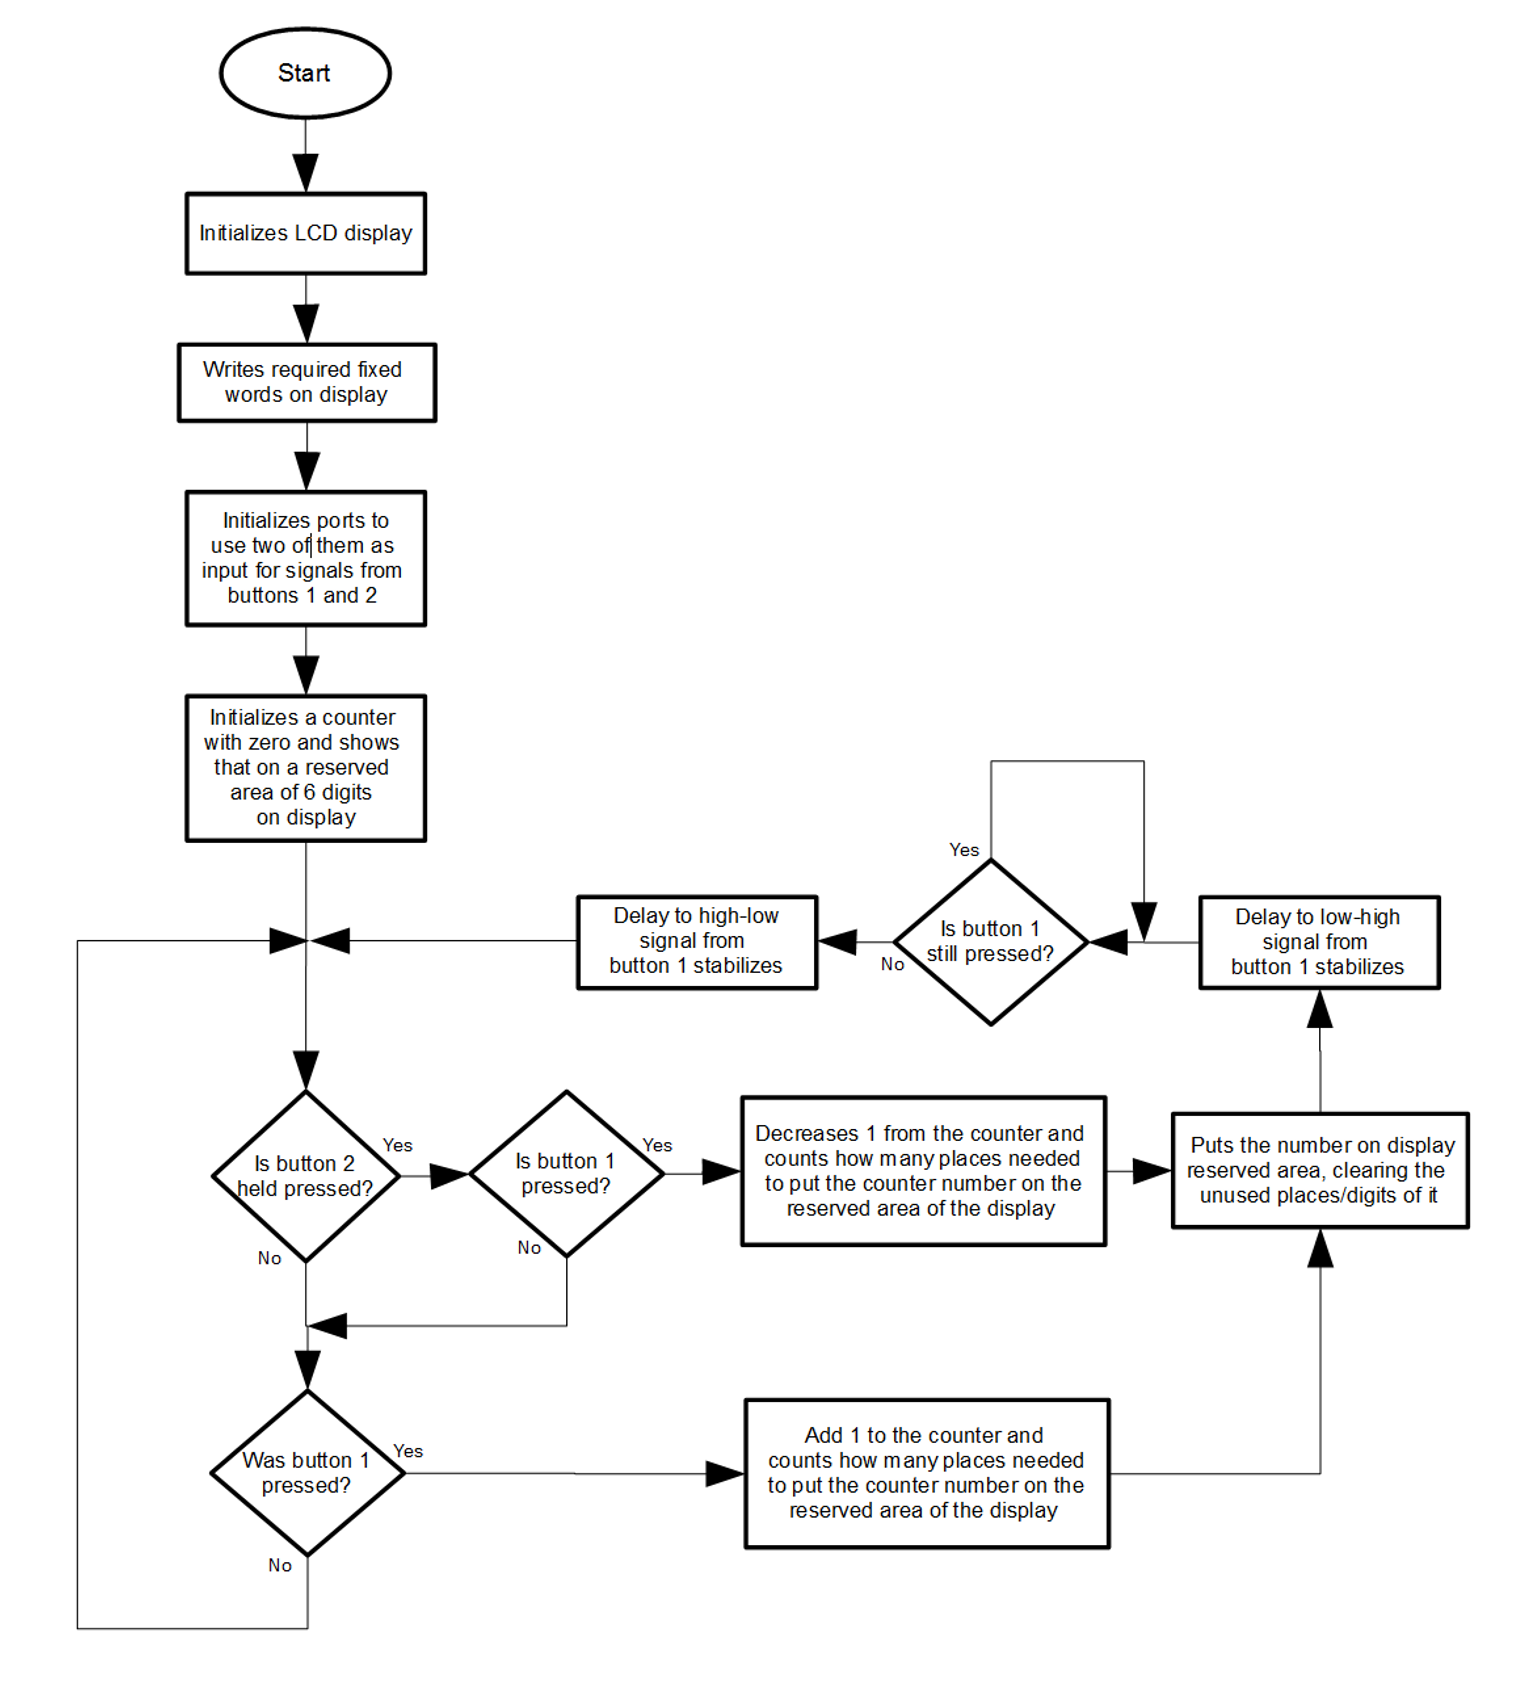 Start
Initializes LCD display
Writes required fixed
words on display
Initializes ports to
use two of them as
input for signals from
buttons 1 and 2
Initializes a counter
with zero and shows
that on a reserved
area of 6 digits
on display
Yes
Is button 1
still pressed?
No
Delay to high-low
signal from
button 1 stabilizes
Delay to low-high
signal from
button 1 stabilizes
Is button 2
held pressed?
Yes
No
Is button 1
pressed?
Yes
No
Decreases 1 from the counter and
counts how many places needed
to put the counter number on the
reserved area of the display
Puts the number on display
reserved area, clearing the
unused places/digits of it
Was button 1
pressed?
Yes
No
Add 1 to the counter and
counts how many places needed
to put the counter number on the
reserved area of the display